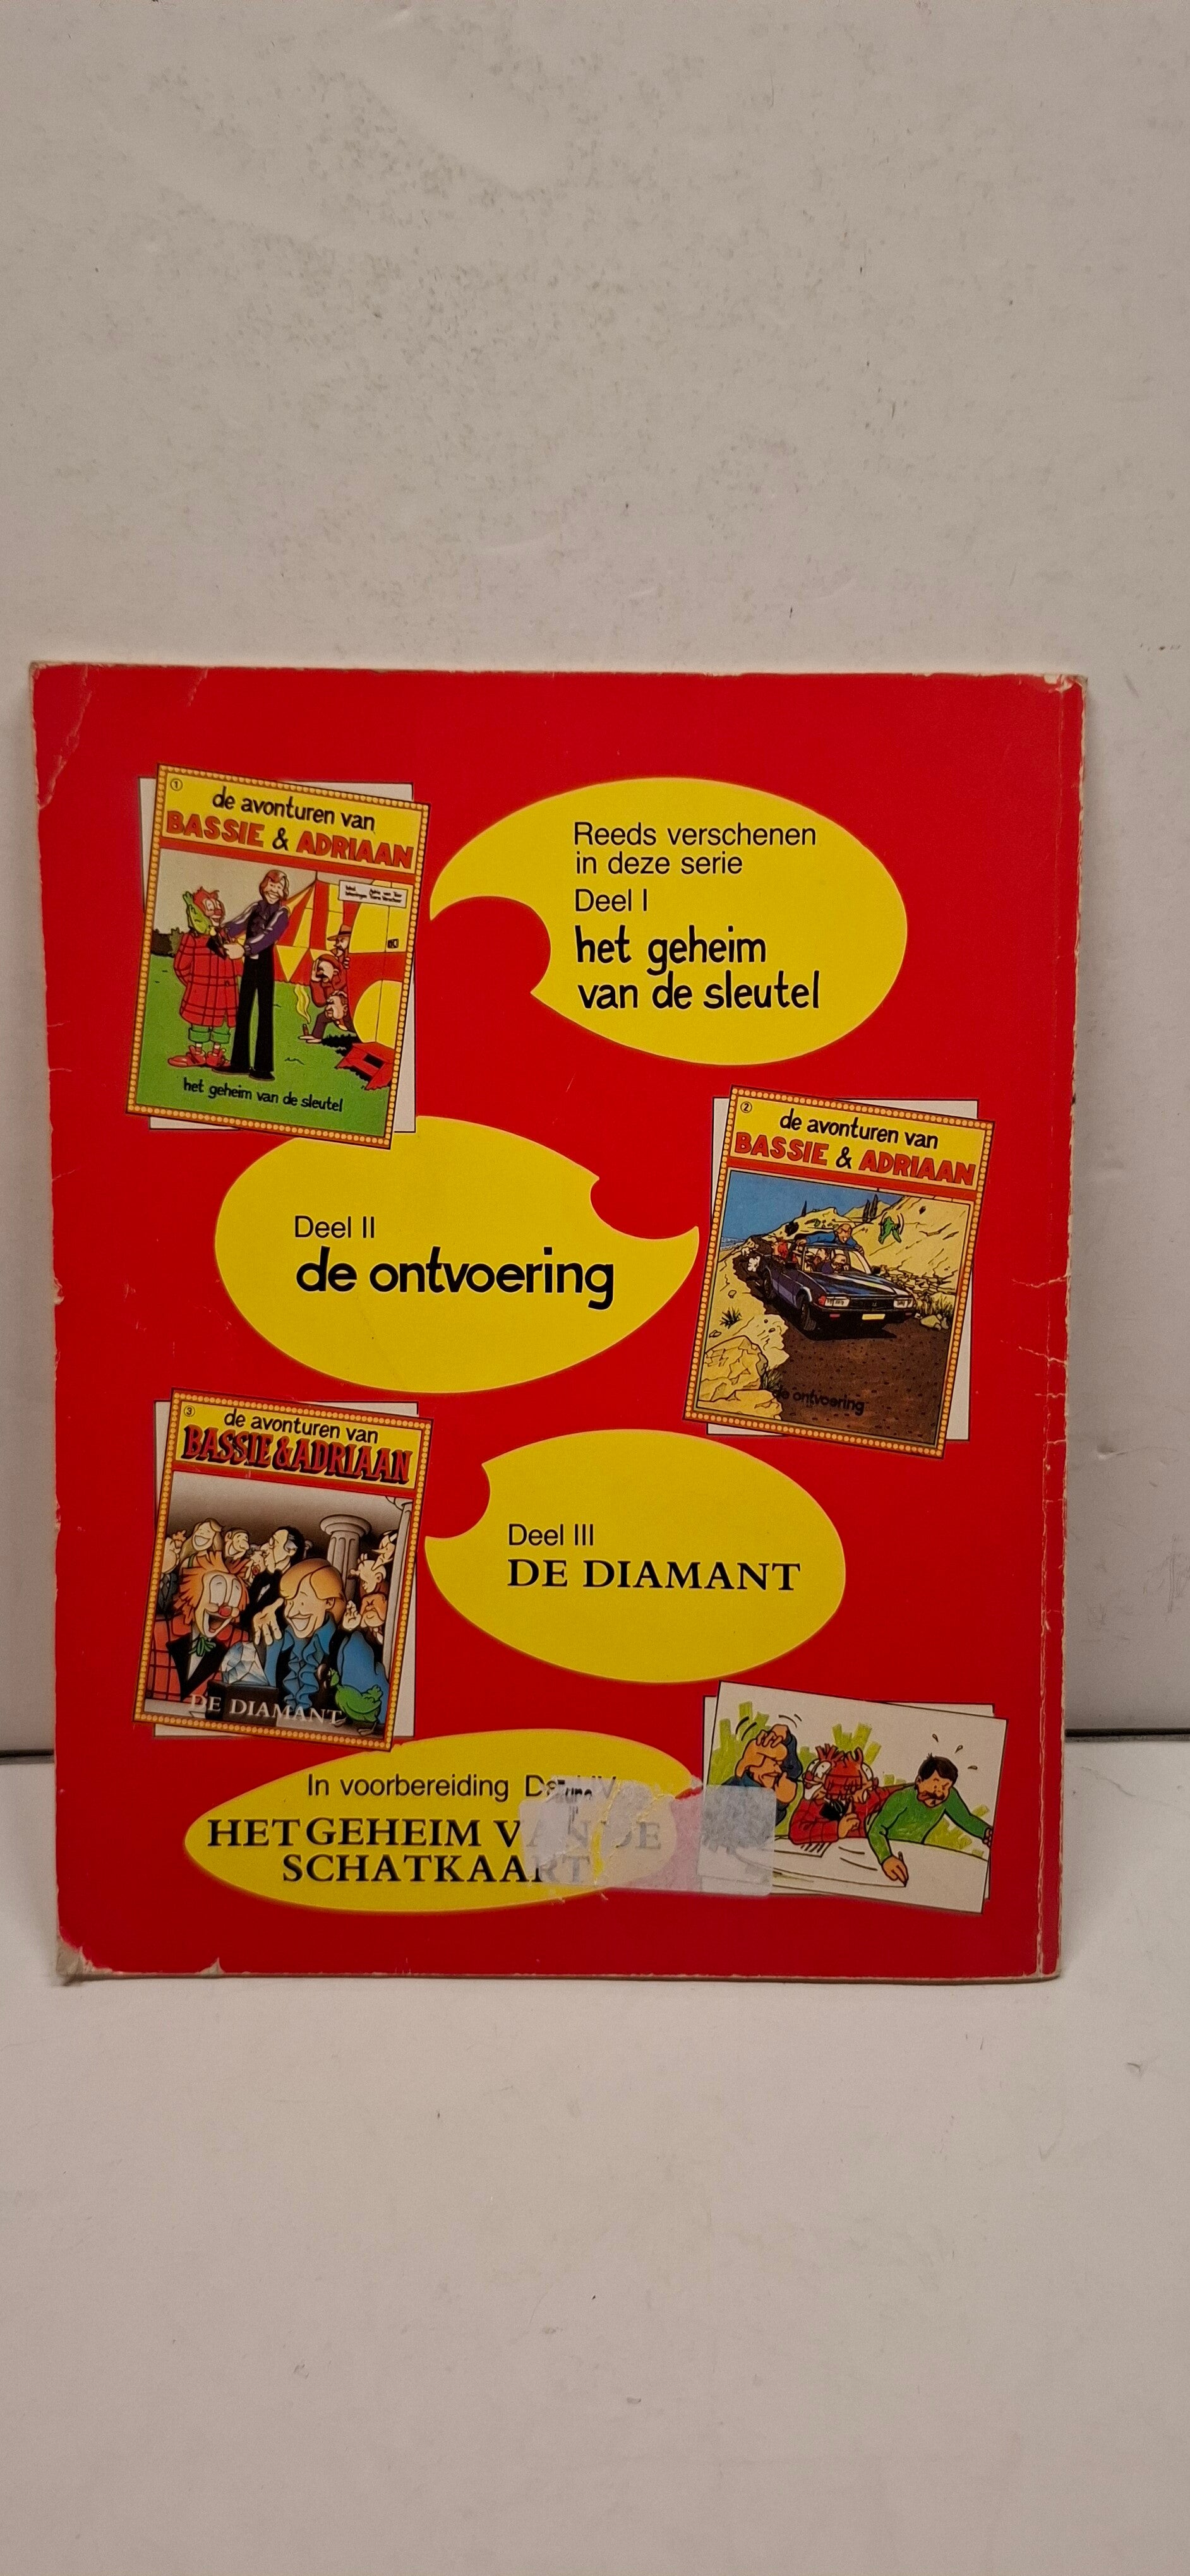 ①
de avonturen van
BASSIE & ADRIAAN
het geheim van de sleutel
Reeds verschenen
in deze serie
Deel I
het geheim
van de sleutel
Deel II
de ontvoering
②
de avonturen van
BASSIE & ADRIAAN
de ontvoering
③
de avonturen van
BASSIE & ADRIAAN
DE DIAMANT
Deel III
DE DIAMANT
In voorbereiding
HET GEHEIM VAN DE
SCHATKAART